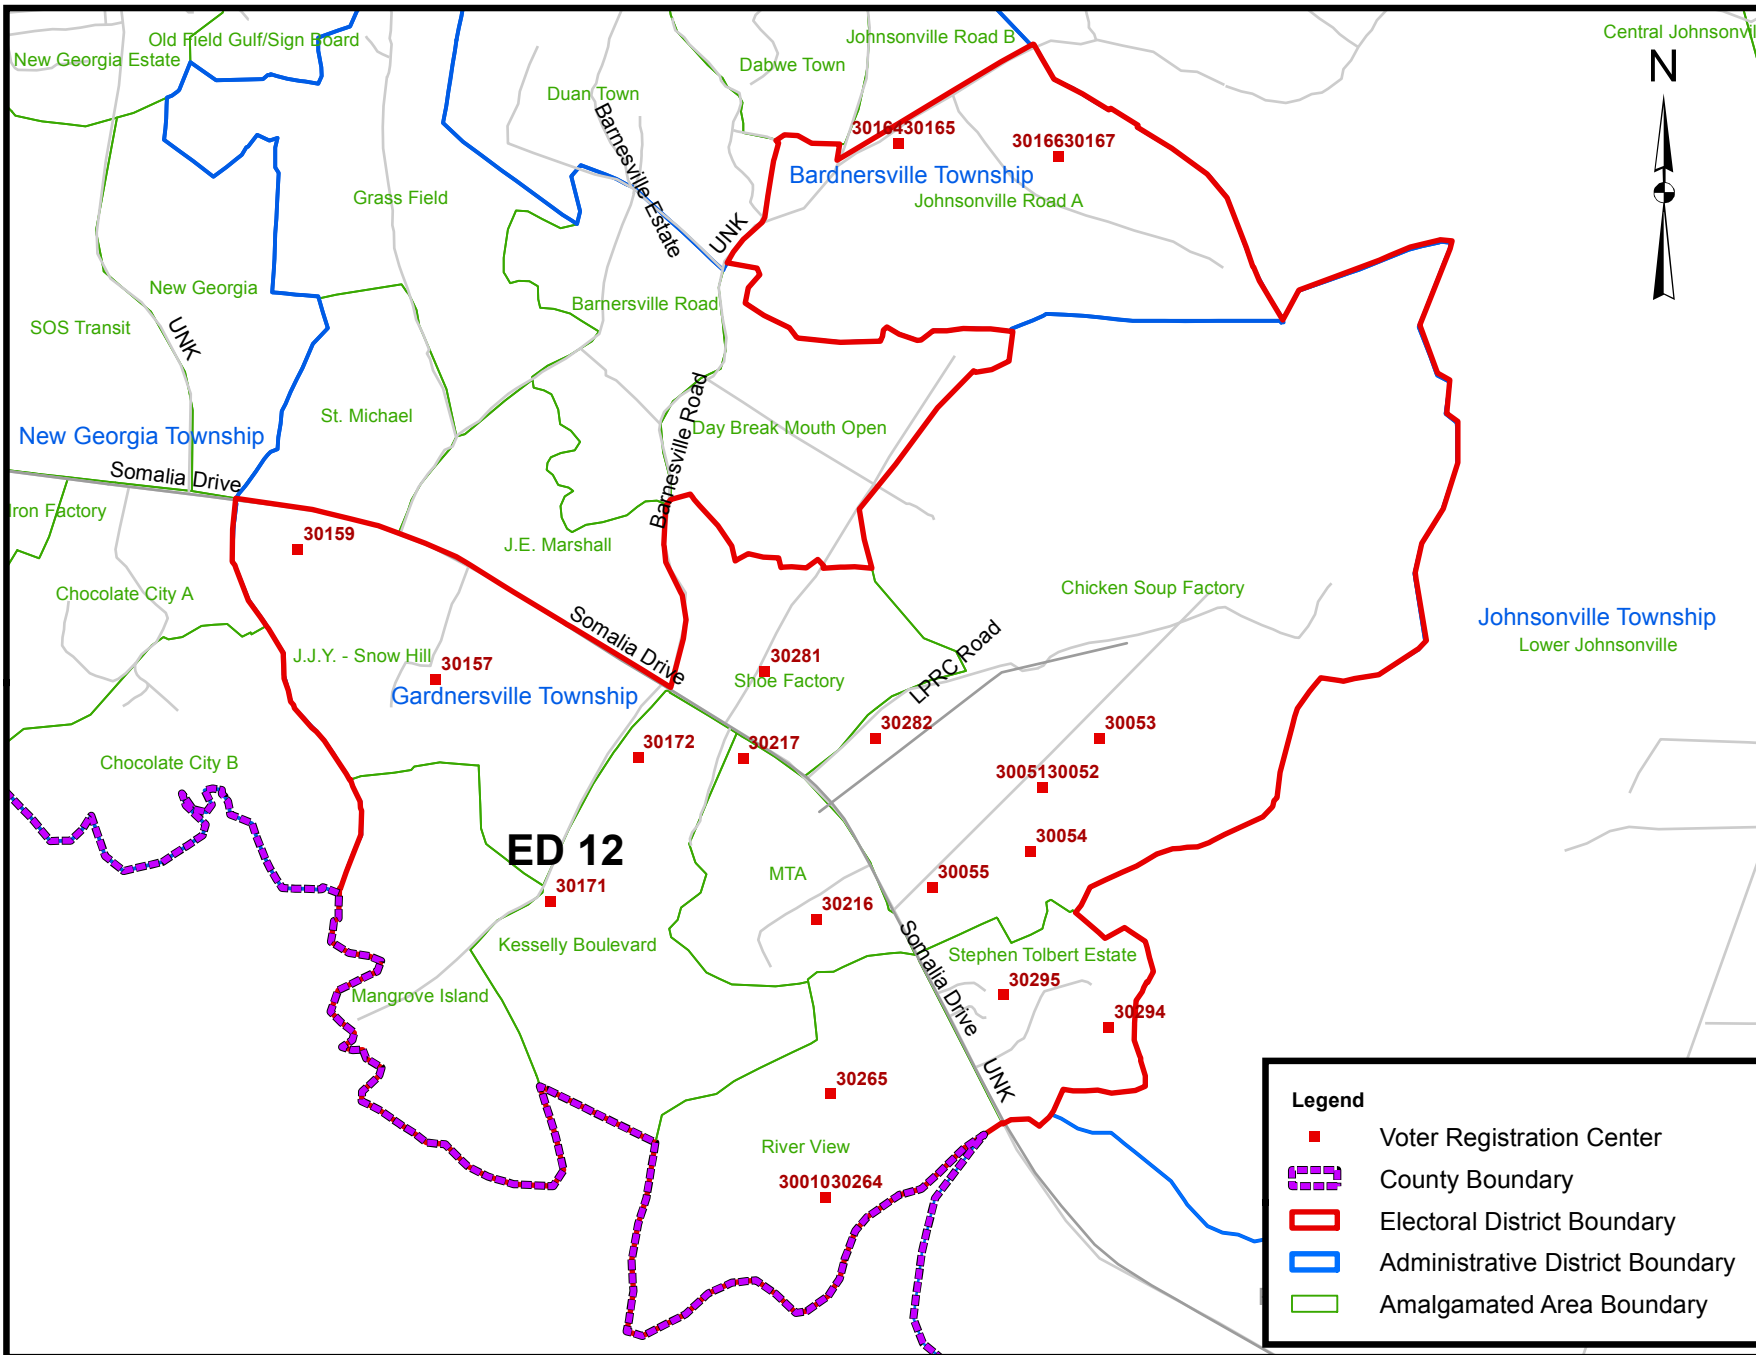 Old Field Gulf/Sign Board
New Georgia Estate
Johnsonville Road B
Central Johnsonvil
Dabwe Town
N
Duan Town
Barnesville Estate
3016430165
3016630167
Bardnersville Township
Johnsonville Road A
Grass Field
UNK
New Georgia
Barnersville Road
SOS Transit
UNK
St. Michael
Barnesville Road
Day Break Mouth Open
New Georgia Township
Somalia Drive
Iron Factory
30159
J.E. Marshall
Chocolate City A
Chicken Soup Factory
Somalia Drive
Johnsonville Township
Lower Johnsonville
J.J.Y. - Snow Hill
30157
30281
Shoe Factory
LPRC Road
Gardnersville Township
30282
30053
30172
30217
Chocolate City B
3005130052
ED 12
30054
MTA
30055
30171
30216
Kesselly Boulevard
Somalia Drive
Stephen Tolbert Estate
30295
Mangrove Island
30294
UNK
30265
River View
3001030264
Legend
Voter Registration Center
County Boundary
Electoral District Boundary
Administrative District Boundary
Amalgamated Area Boundary